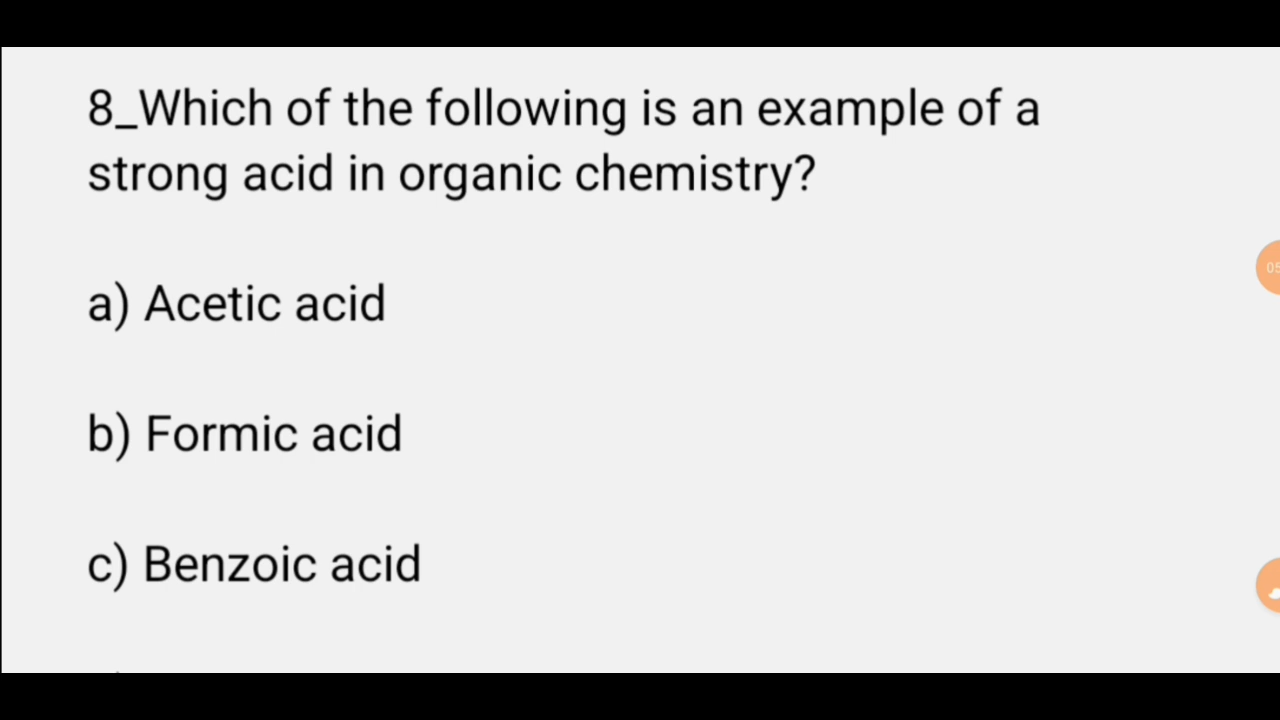 8_Which of the following is an example of a
strong acid in organic chemistry?
a) Acetic acid
b) Formic acid
c) Benzoic acid